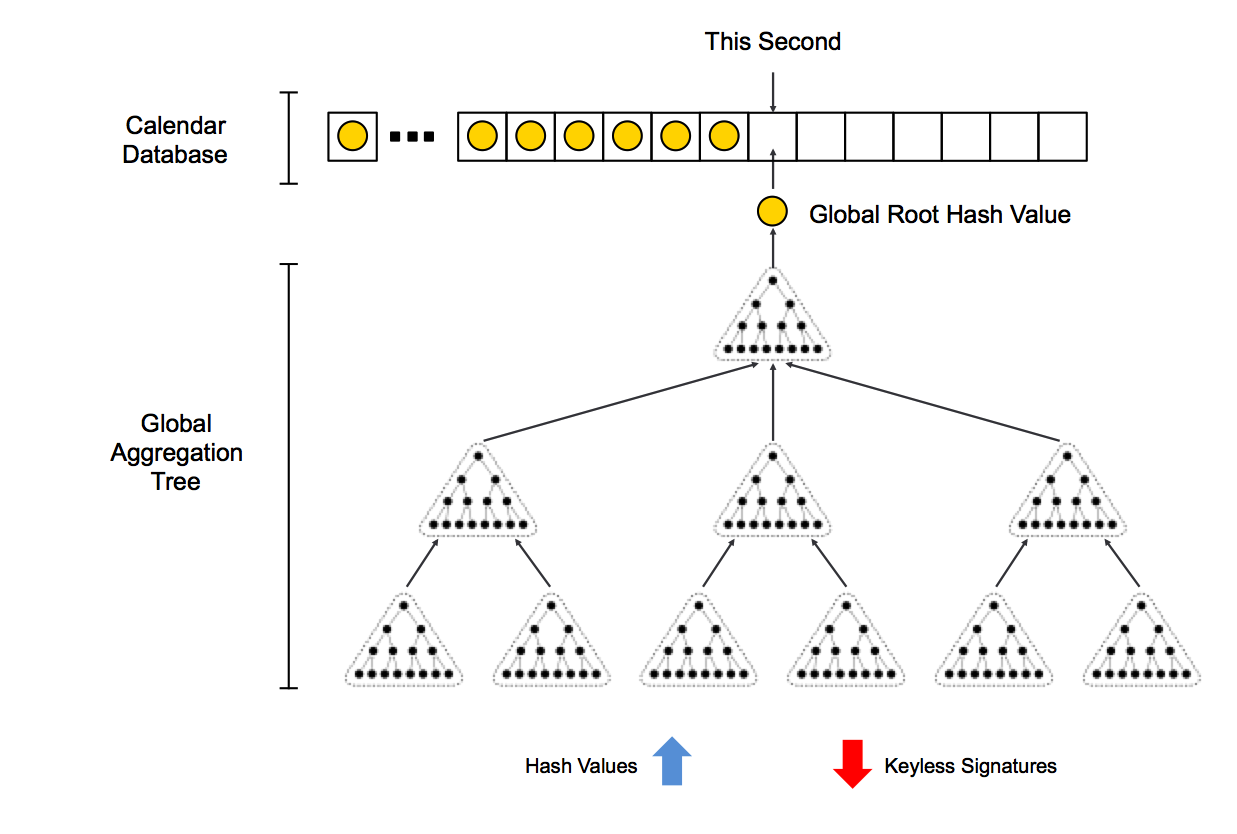 This Second
Calendar
Database
Global Root Hash Value
Global
Aggregation
Tree
Hash Values
Keyless Signatures